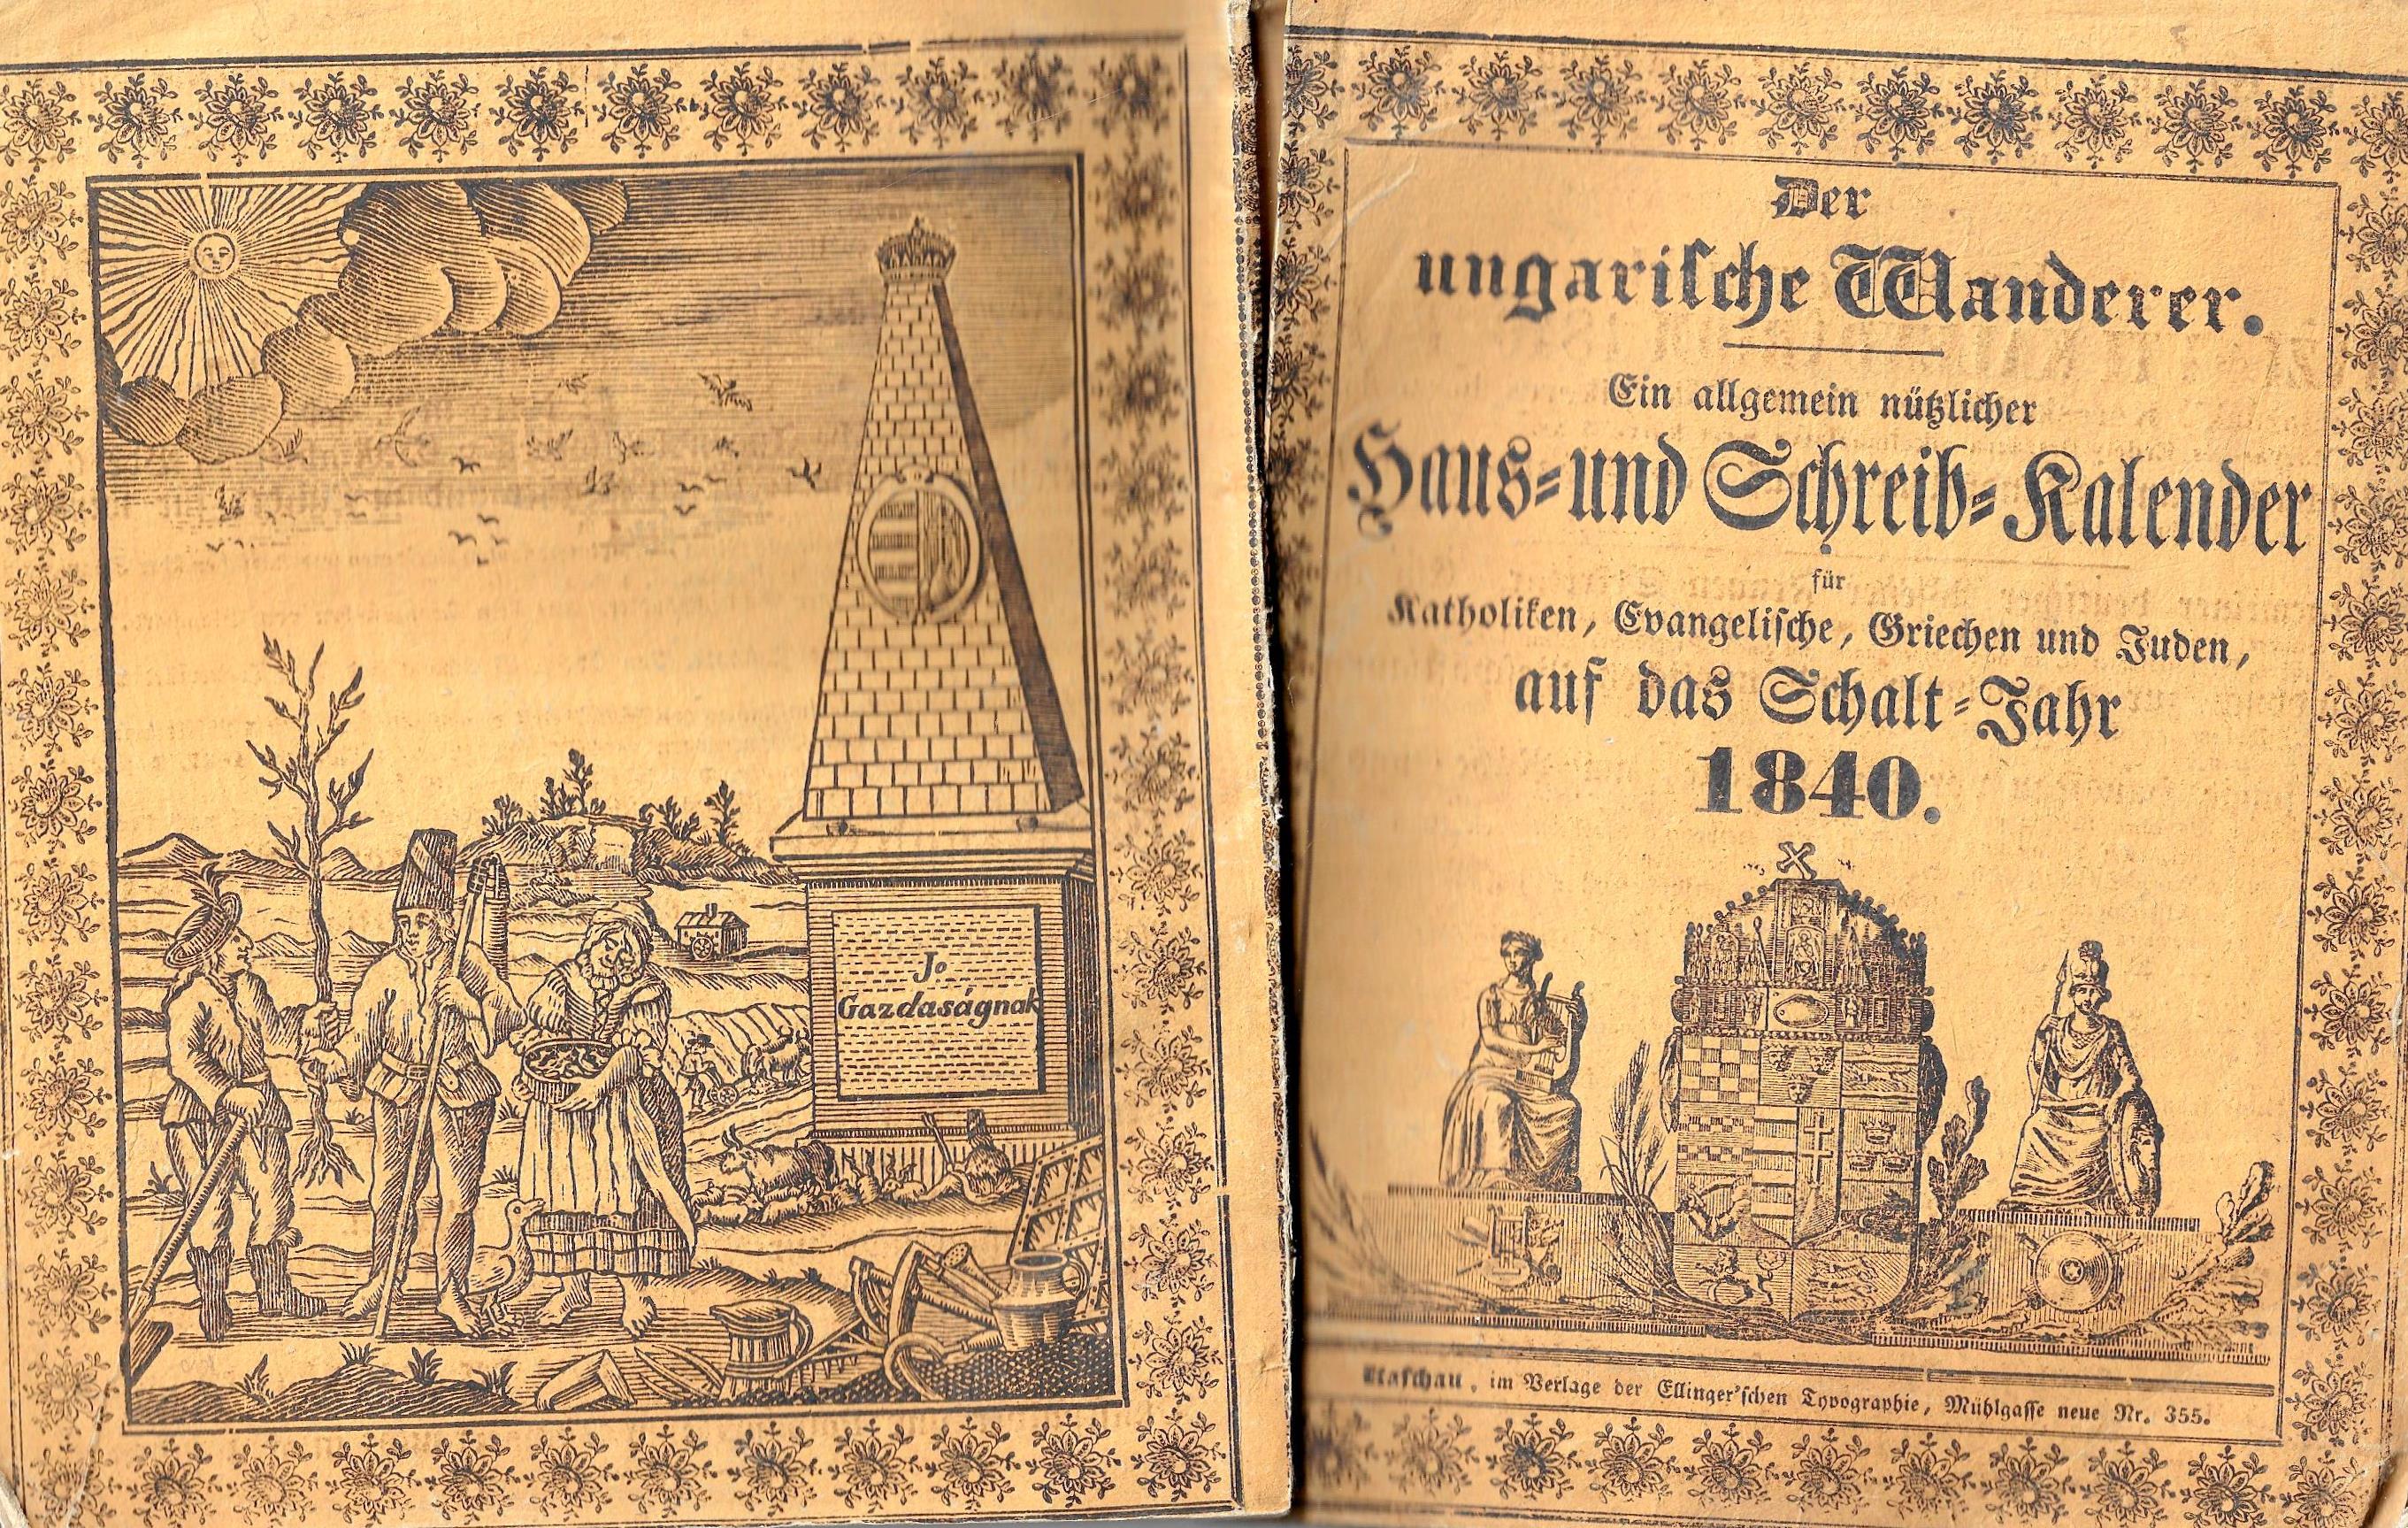 Jo
Gazdaságnak
Der
ungarische Wanderer.
Ein allgemein nützlicher
Haus- und Schreib-Kalender
für
Katholiken, Evangelische, Griechen und Juden,
auf das Schalt-Jahr
1840.
Kaschau, im Verlage der Ellinger'schen Typographie, Mühlgasse neue Nr. 355.